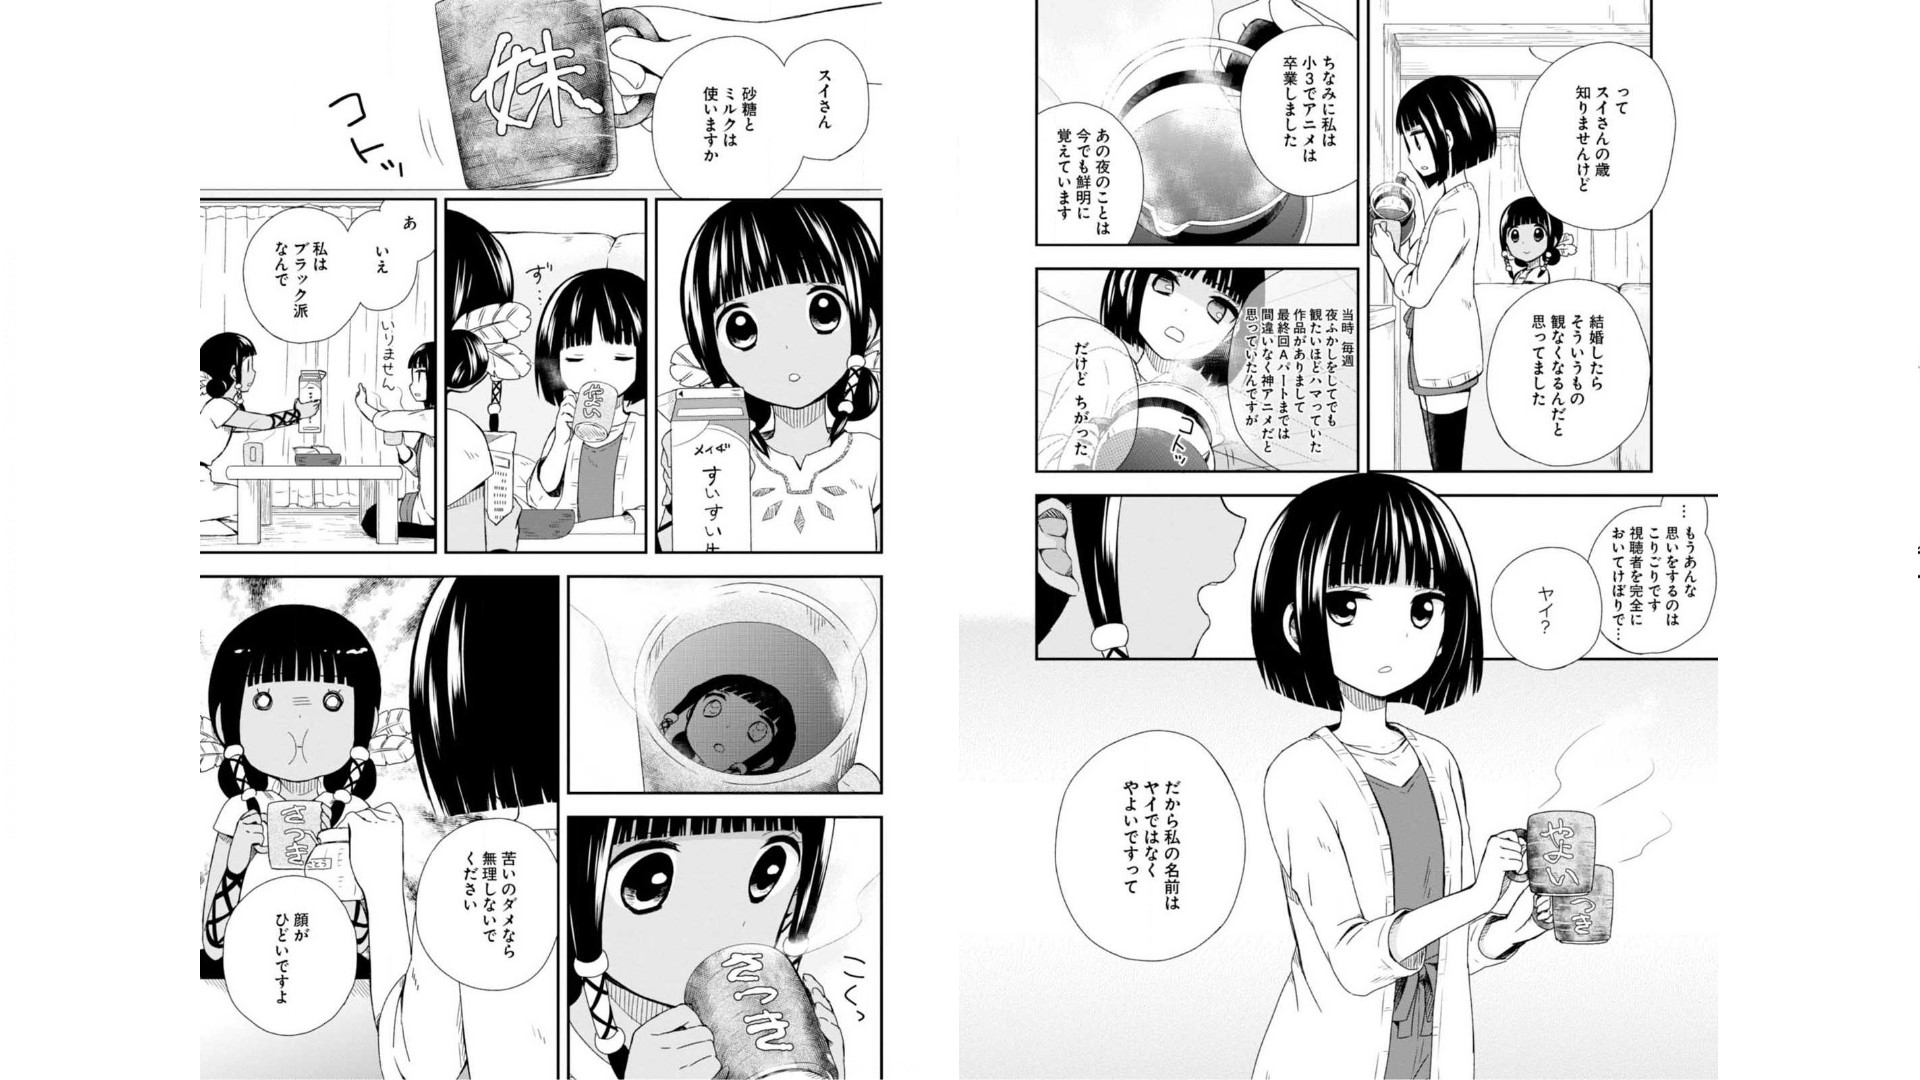 って
スイさんの歳
知りませんけど
結婚したら
そういうもの
観なくなるんだと
思ってました
ちなみに私は
小3でアニメは
卒業しました
あの夜のことは
今でも鮮明に
覚えています
当時 毎週
夜ふかしをしてでも
観たいほどハマっていた
作品がありまして
最終回Aパートまでは
間違いなく神アニメだと
思っていたんですが
だけど ちがった
コトッ
…もうあんな
思いをするのは
こりごりです
視聴者を完全に
おいてけぼりで…
ヤイ?
だから私の名前は
ヤイではなく
やよいですって
やよい
つき
妹
コトッ
スイさん
砂糖と
ミルクは
使いますか
メイギ
すいすい牛
ず…
やよい
あ
いえ
私は
ブラック派
なんで
いりません
さつき
こく…
苦いのダメなら
無理しないで
ください
さつき
さとう
顔が
ひどいですよ